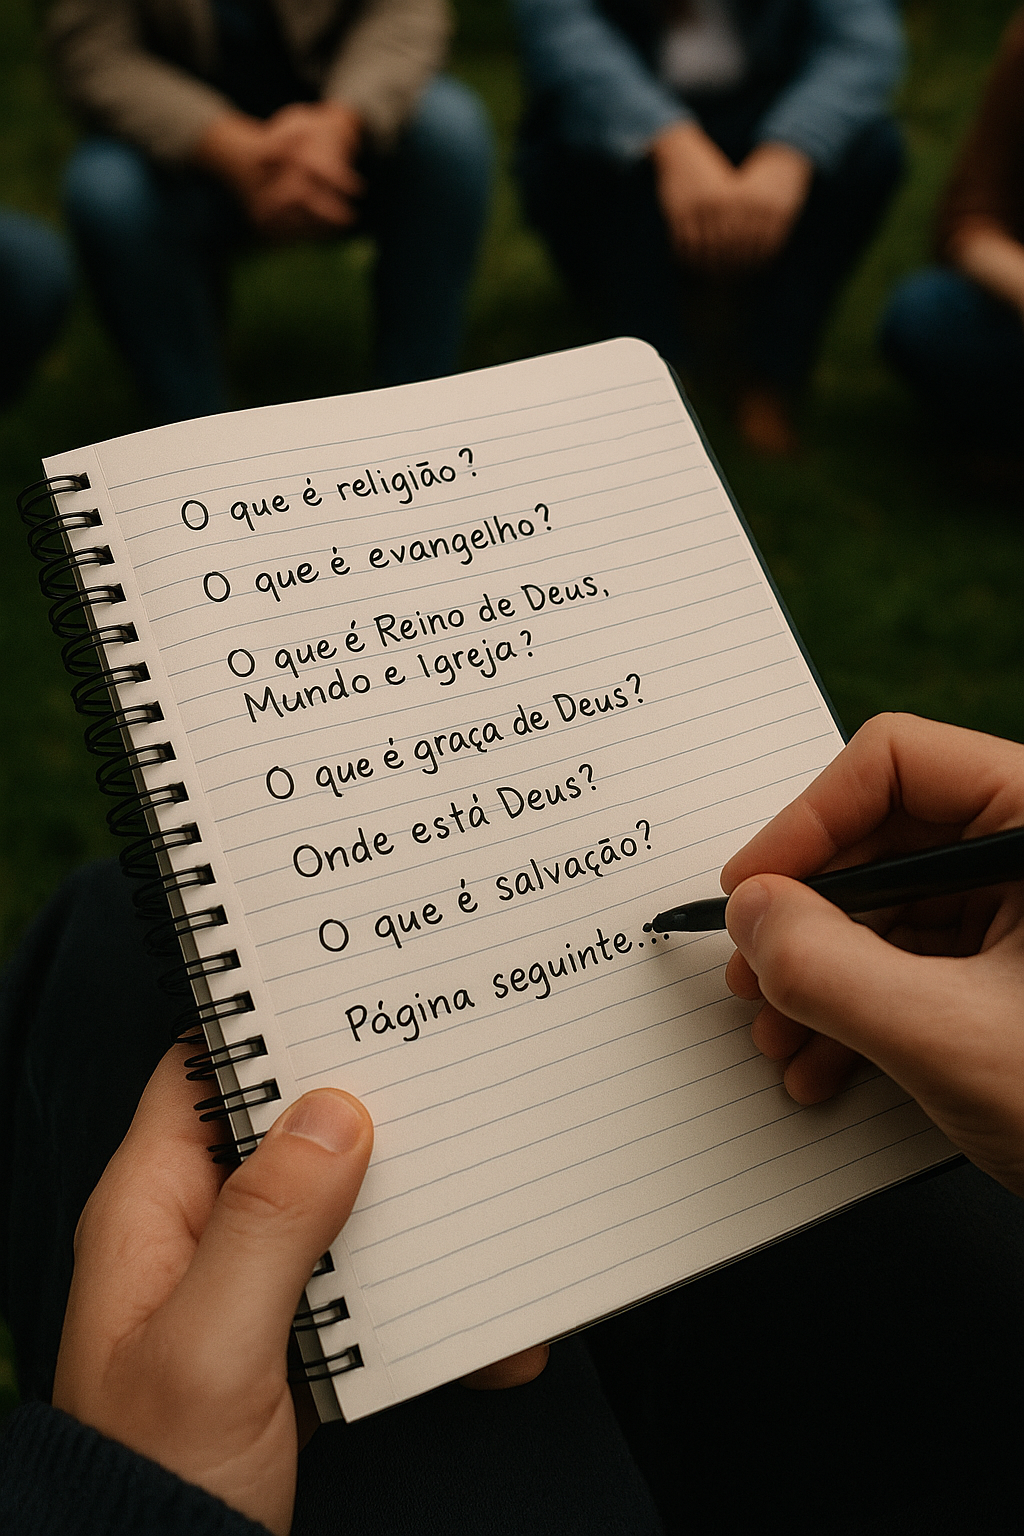 O que é religião?
O que é evangelho?
O que é Reino de Deus,
Mundo e Igreja?
O que é graça de Deus?
Onde está Deus?
O que é salvação?
Página seguinte...